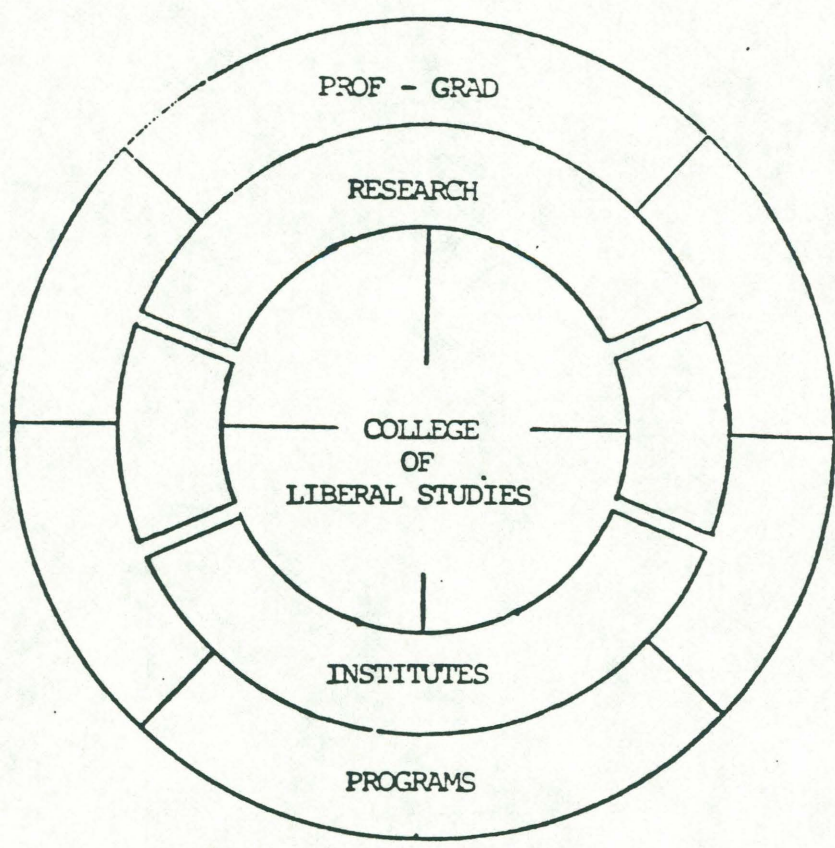 PROF - GRAD
RESEARCH
COLLEGE
OF
LIBERAL STUDIES
INSTITUTES
PROGRAMS